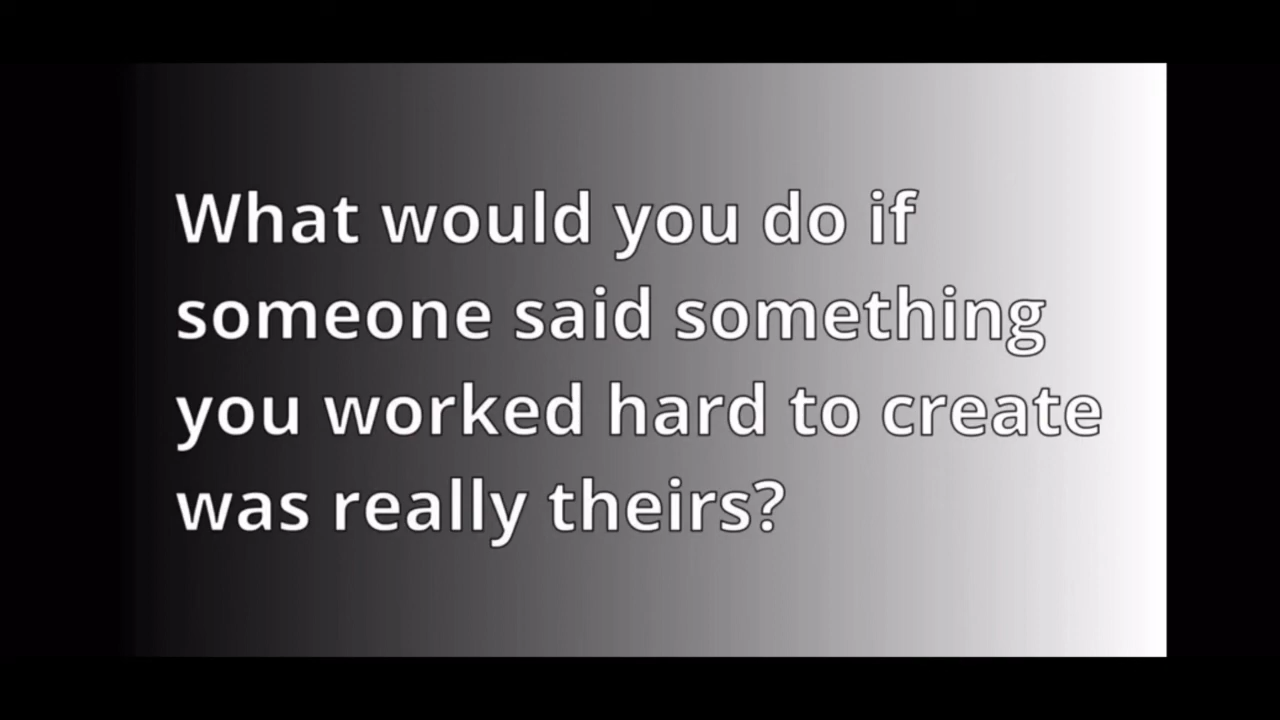 What would you do if
someone said something
you worked hard to create
was really theirs?